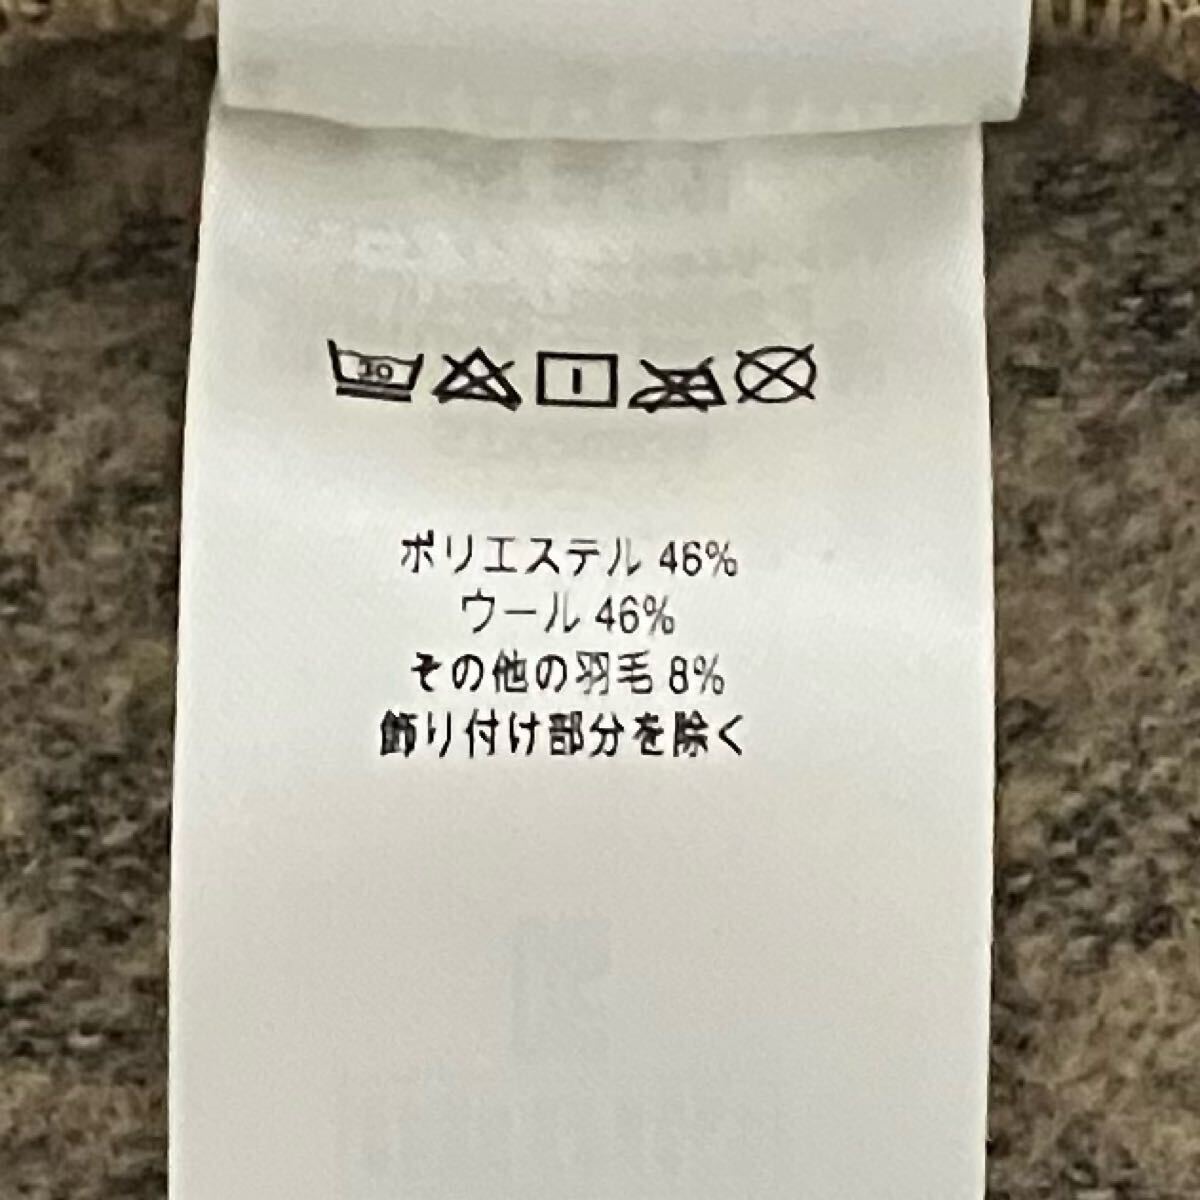 30
ポリエステル 46%
ウール 46%
その他の羽毛 8%
飾り付け部分を除く